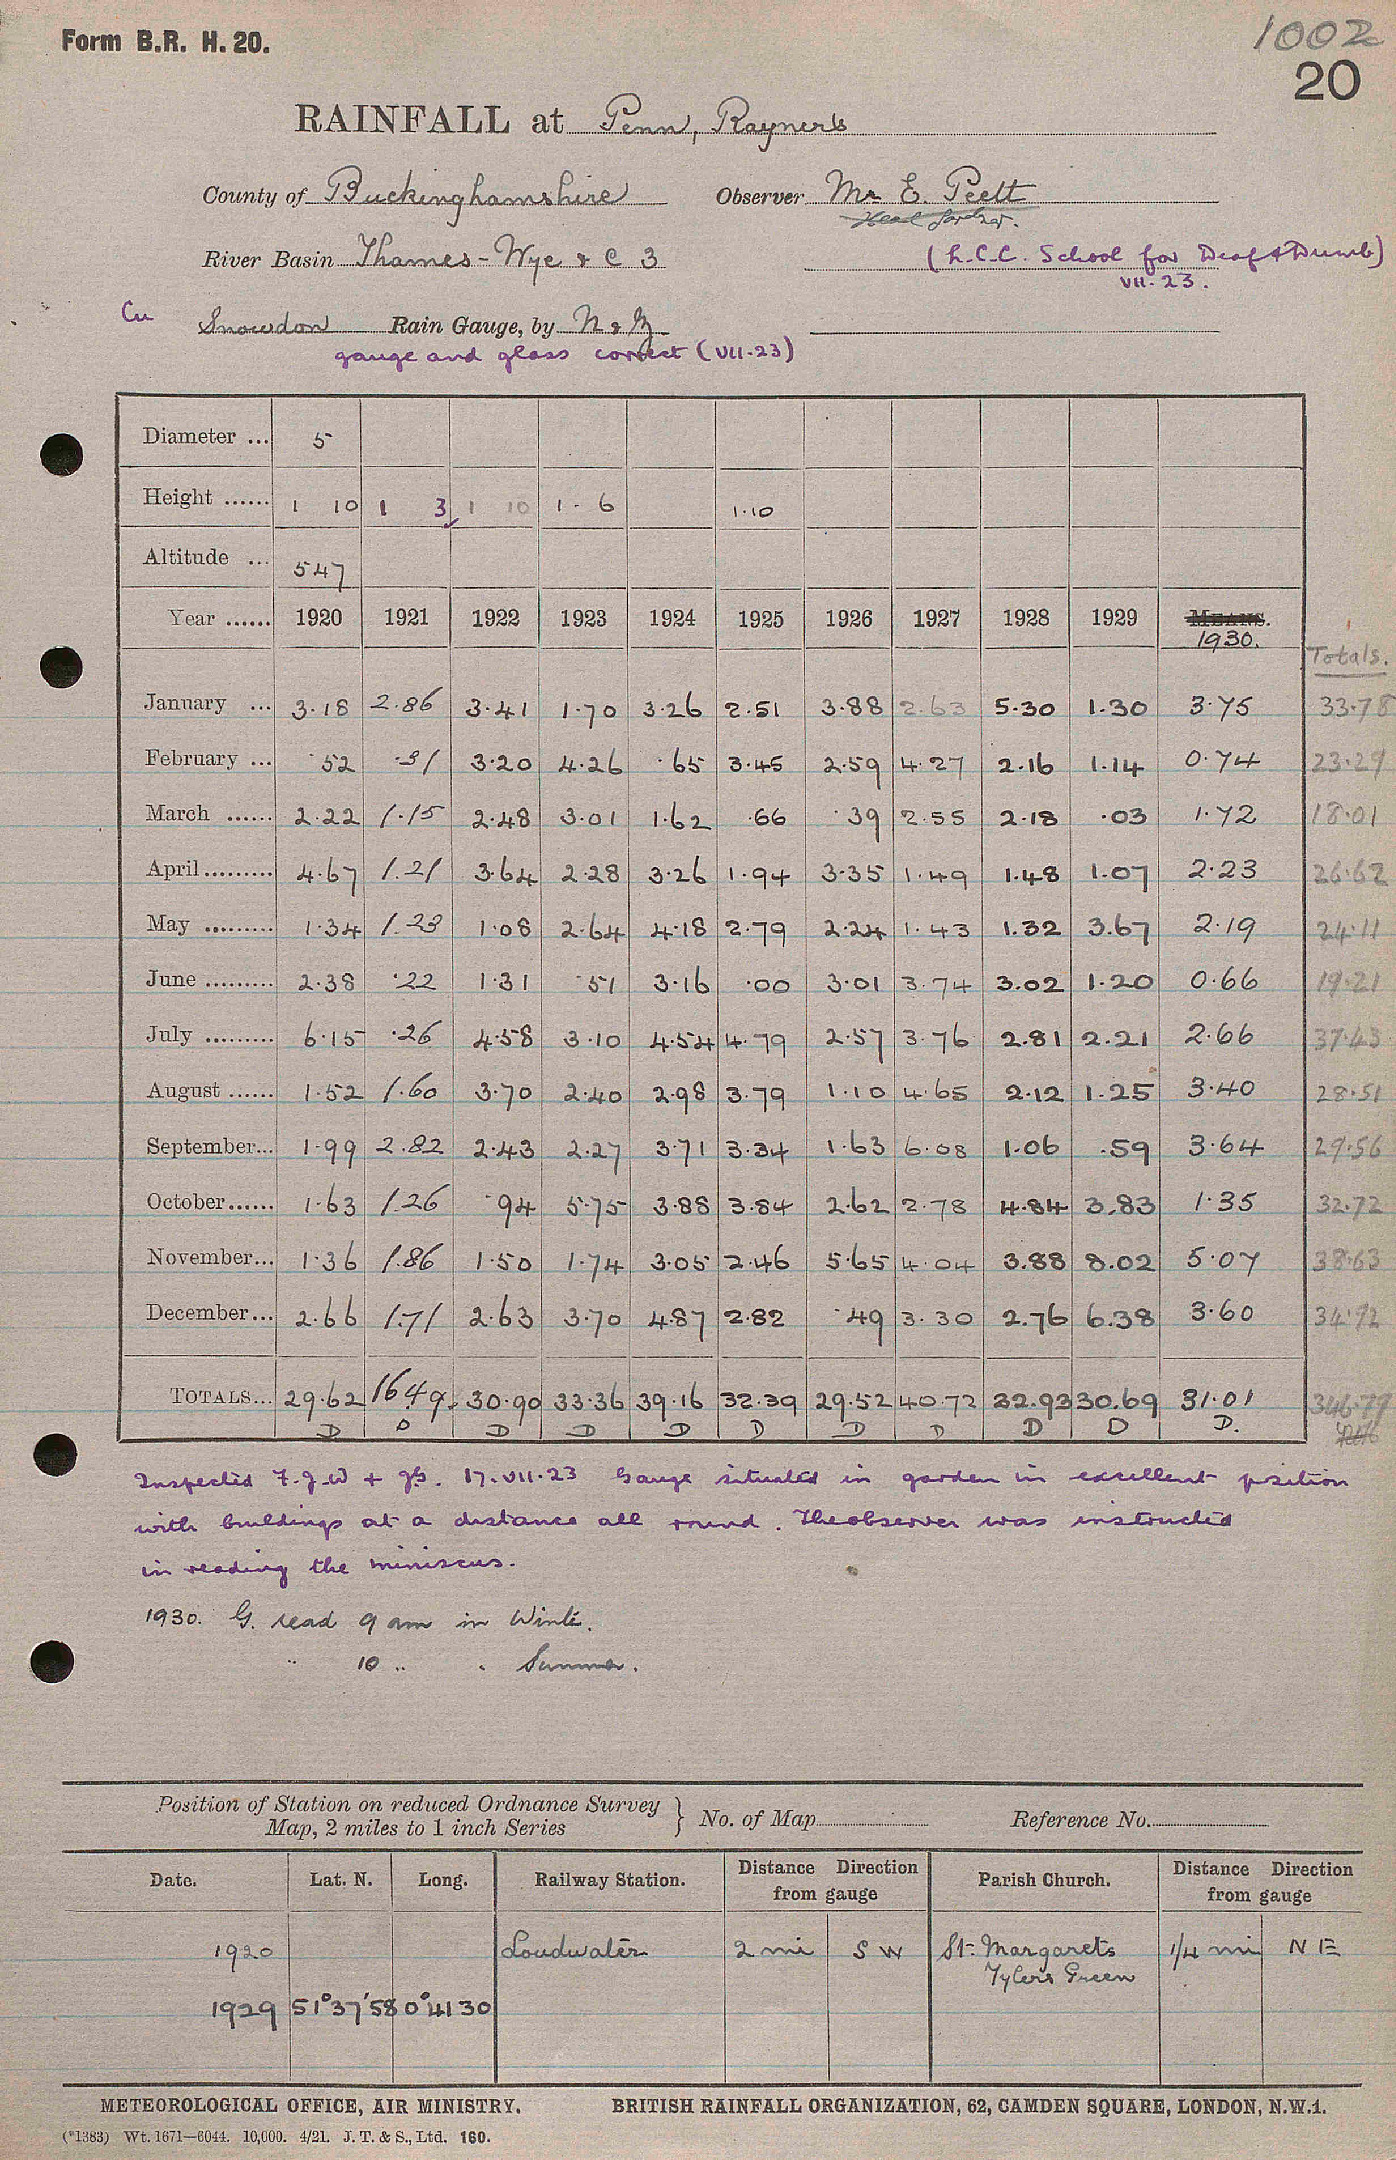 Form B.R. H. 20.
1002
20
RAINFALL at Penn, Rayners
County of Buckinghamshire Observer Mr E. Peett
River Basin Thames - Wye & C 3 (L.C.C. School for Deaf & Dumb)
VII-23.
Cu Snowdon Rain Gauge, by N & Z
gauge and glass correct (VII-23)
Diameter ... 5
Height ...... 1 10 1 3 1 10 1 - 6 1.10
Altitude ... 547
Year ...... 1920 1921 1922 1923 1924 1925 1926 1927 1928 1929 MEANS.
1930. Totals.
January ... 3.18 2.86 3.41 1.70 3.26 2.51 3.88 2.63 5.30 1.30 3.75 33.78
February ... .52 .31 3.20 4.26 .65 3.45 2.59 4.27 2.16 1.14 0.74 23.29
March ...... 2.22 1.15 2.48 3.01 1.62 .66 .39 2.55 2.18 .03 1.72 18.01
April ......... 4.67 1.21 3.64 2.28 3.26 1.94 3.35 1.49 1.48 1.07 2.23 26.62
May ......... 1.34 1.23 1.08 2.64 4.18 2.79 2.24 1.43 1.32 3.67 2.19 24.11
June ......... 2.38 .22 1.31 .51 3.16 .00 3.01 3.74 3.02 1.20 0.66 19.21
July ......... 6.15 .26 4.58 3.10 4.54 4.79 2.57 3.76 2.81 2.21 2.66 37.43
August ...... 1.52 1.60 3.70 2.40 2.98 3.79 1.10 4.65 2.12 1.25 3.40 28.51
September... 1.99 2.82 2.43 2.27 3.71 3.34 1.63 6.08 1.06 .59 3.64 29.56
October ...... 1.63 1.26 .94 5.75 3.88 3.84 2.62 2.78 4.84 3.83 1.35 32.72
November... 1.36 1.86 1.50 1.74 3.05 2.46 5.65 4.04 3.88 8.02 5.07 38.63
December... 2.66 1.71 2.63 3.70 4.87 2.82 .49 3.30 2.76 6.38 3.60 34.92
TOTALS... 29.62 16.49 30.90 33.36 39.16 32.39 29.52 40.72 32.93 30.69 31.01 346.79
D D D D D D D D D D D.
Inspected F.J.W + JG. 17.VII.23 Gauge situated in garden in excellent position
with buildings at a distance all round. The observer was instructed
in reading the miniscus.
1930. G. read 9 am in Winter.
" 10 " " Summer.
Position of Station on reduced Ordnance Survey
Map, 2 miles to 1 inch Series } No. of Map Reference No.
Date. Lat. N. Long. Railway Station. Distance Direction from gauge Parish Church. Distance Direction from gauge
1920 Loudwater 2 mi S W St. Margarets 1/4 mi N E
Tylers Green
1929 51°37'58 0°41 30
METEOROLOGICAL OFFICE, AIR MINISTRY. BRITISH RAINFALL ORGANIZATION, 62, CAMDEN SQUARE, LONDON, N.W.1.
(*1383) Wt. 1671—6044. 10,000. 4/21. J. T. & S., Ltd. 160.